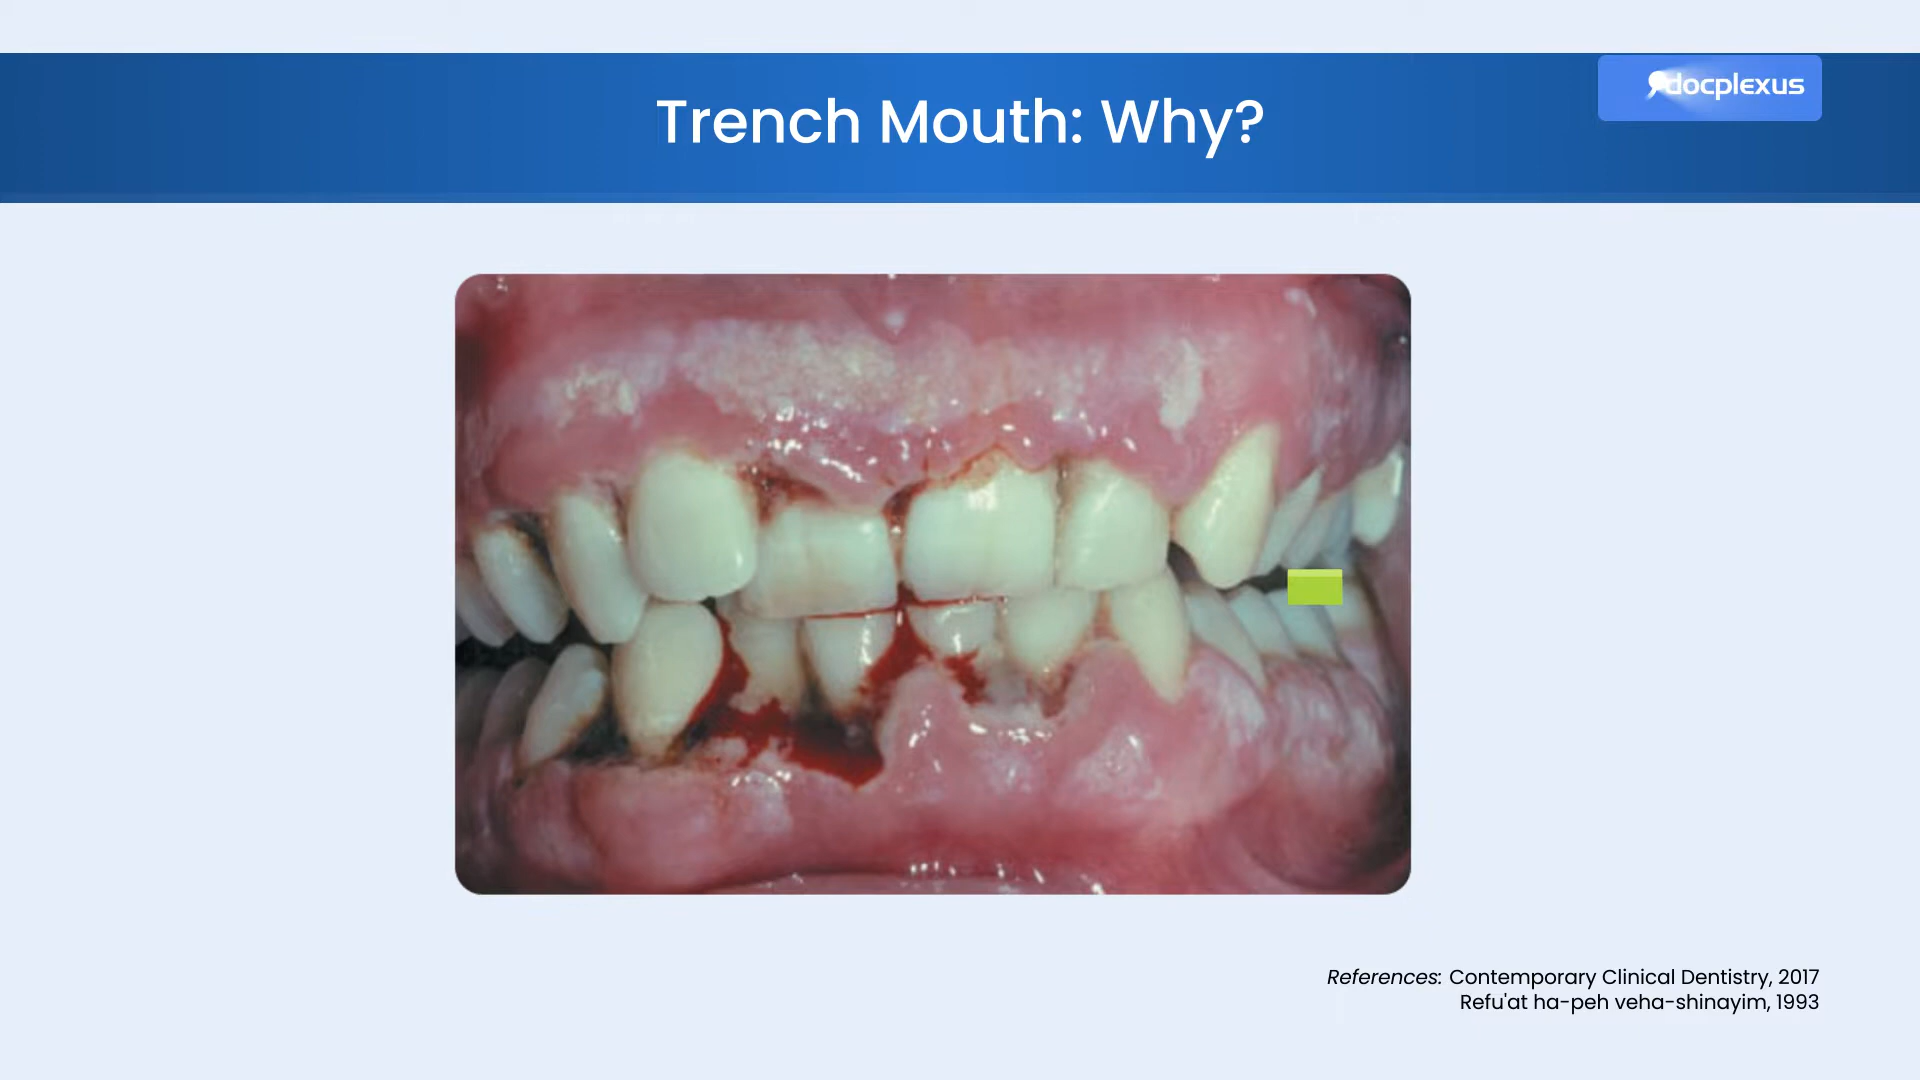 Trench Mouth: Why?
docplexus
References: Contemporary Clinical Dentistry, 2017
Refu'at ha-peh veha-shinayim, 1993